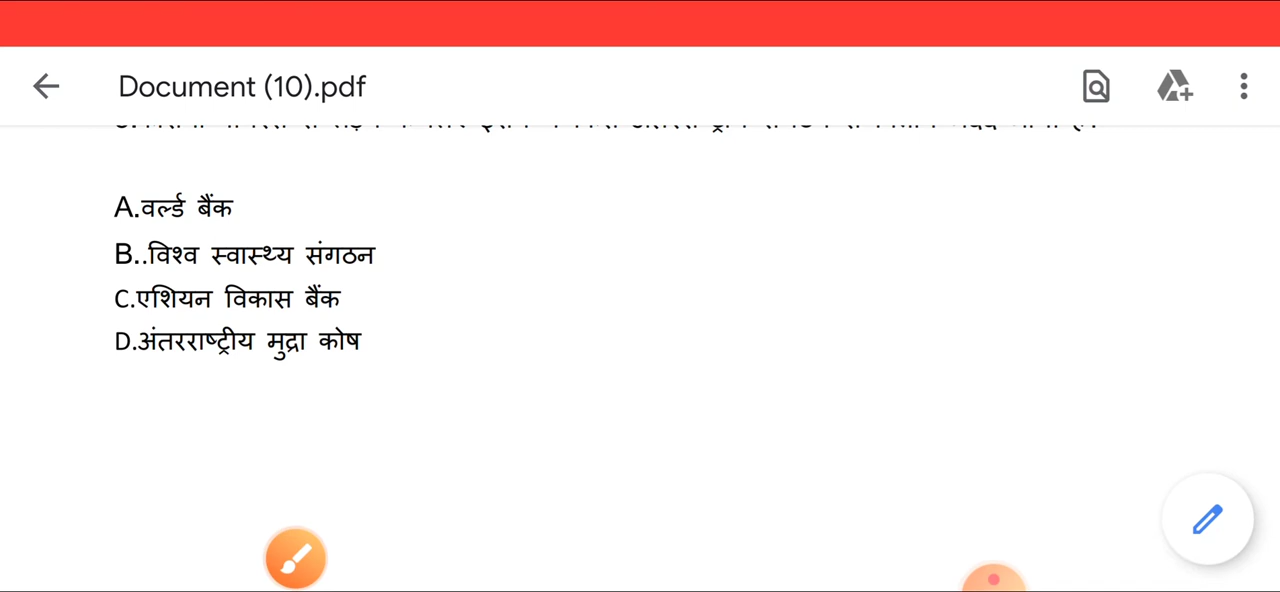 Document (10).pdf
A.वर्ल्ड बैंक
B..विश्व स्वास्थ्य संगठन
C.एशियन विकास बैंक
D.अंतरराष्ट्रीय मुद्रा कोष